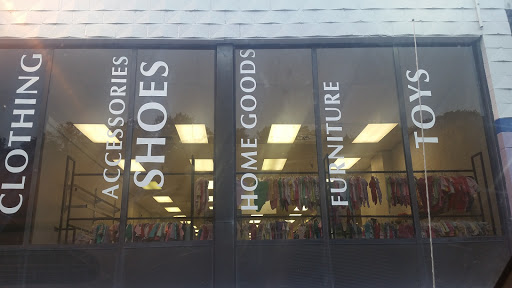 CLOTHING
ACCESSORIES
SHOES
HOME GOODS
FURNITURE
TOYS